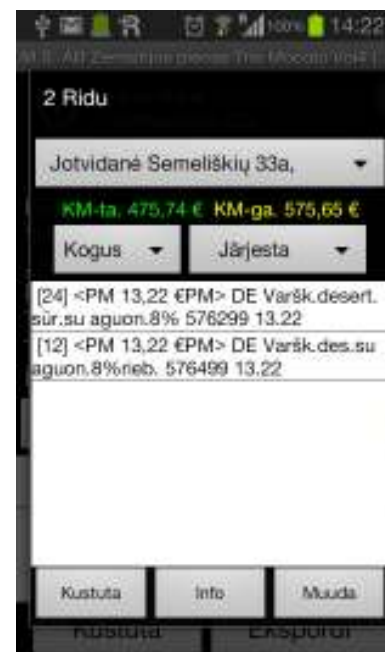 100% 14:22
2 Ridu
Jotvidanė Semeliškių 33a,
KM-ta. 475,74 € KM-ga. 575,65 €
Kogus Järjesta
[24] <PM 13,22 €PM> DE Varšk.desert.
sūr.su aguon.8% 576299 13.22
[12] <PM 13,22 €PM> DE Varšk.des.su
aguon.8%rieb. 576499 13.22
Kustuta Info Muuda
Kustuta Ekspordi